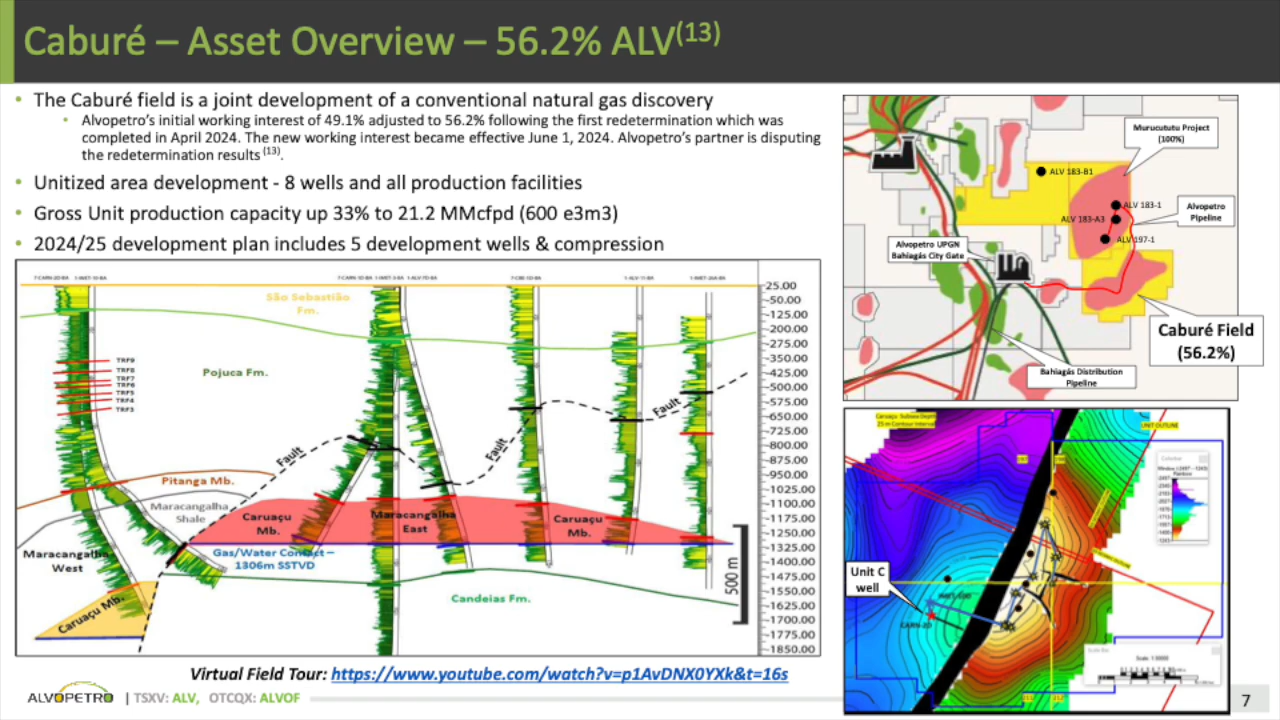 Caburé – Asset Overview – 56.2% ALV(13)
• The Caburé field is a joint development of a conventional natural gas discovery
• Alvopetro's initial working interest of 49.1% adjusted to 56.2% following the first redetermination which was
completed in April 2024. The new working interest became effective June 1, 2024. Alvopetro's partner is disputing
the redetermination results (13).
• Unitized area development - 8 wells and all production facilities
• Gross Unit production capacity up 33% to 21.2 MMcfpd (600 e3m3)
• 2024/25 development plan includes 5 development wells & compression
São Sebastião
Fm.
Pojuca Fm.
TRF9
TRF8
TRF7
TRF6
TRF5
TRF4
TRF3
Fault
Fault
Fault
Pitanga Mb.
Maracangalha
Shale
Caruaçu
Mb.
Maracangalha
East
Caruaçu
Mb.
Maracangalha
West
Gas/Water Contact –
1306m SSTVD
Candeias Fm.
Caruaçu Mb.
500 m
25.00
-50.00
-125.00
-200.00
-275.00
-350.00
-425.00
-500.00
-575.00
-650.00
-725.00
-800.00
-875.00
-950.00
-1025.00
-1100.00
-1175.00
-1250.00
-1325.00
-1400.00
-1475.00
-1550.00
-1625.00
-1700.00
-1775.00
-1850.00
Murucututu Project
(100%)
ALV 183-B1
ALV 183-1
ALV 183-A3
ALV 197-1
Alvopetro
Pipeline
Alvopetro UPGN
Bahiagás City Gate
Caburé Field
(56.2%)
Bahiagás Distribution
Pipeline
Caruaçu: Subsea Depth
25 m Contour Interval
UNIT OUTLINE
Unit C
well
Virtual Field Tour: https://www.youtube.com/watch?v=p1AvDNX0YXk&t=16s
ALVOPETRO | TSXV: ALV, OTCQX: ALVOF
7